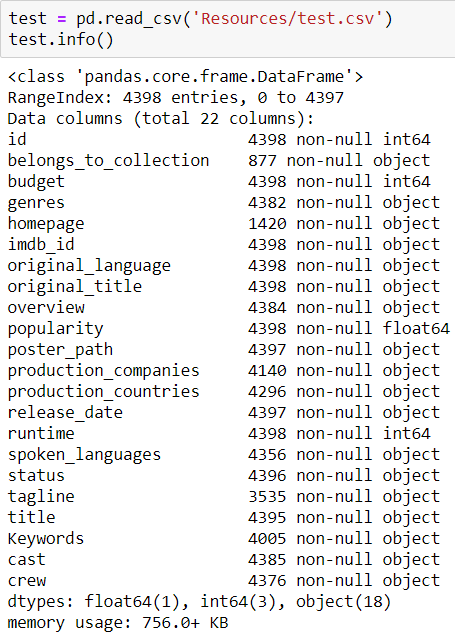 test = pd.read_csv('Resources/test.csv')
test.info()
<class 'pandas.core.frame.DataFrame'>
RangeIndex: 4398 entries, 0 to 4397
Data columns (total 22 columns):
id                       4398 non-null int64
belongs_to_collection    877 non-null object
budget                   4398 non-null int64
genres                   4382 non-null object
homepage                 1420 non-null object
imdb_id                  4398 non-null object
original_language        4398 non-null object
original_title           4398 non-null object
overview                 4384 non-null object
popularity               4398 non-null float64
poster_path              4397 non-null object
production_companies     4140 non-null object
production_countries     4296 non-null object
release_date             4397 non-null object
runtime                  4398 non-null int64
spoken_languages         4356 non-null object
status                   4396 non-null object
tagline                  3535 non-null object
title                    4395 non-null object
Keywords                 4005 non-null object
cast                     4385 non-null object
crew                     4376 non-null object
dtypes: float64(1), int64(3), object(18)
memory usage: 756.0+ KB